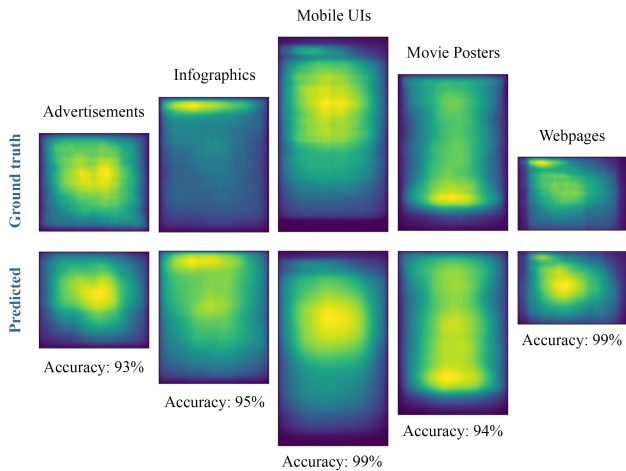 Mobile UIs
Movie Posters
Infographics
Advertisements
Webpages
Ground truth
Predicted
Accuracy: 93%
Accuracy: 95%
Accuracy: 99%
Accuracy: 94%
Accuracy: 99%